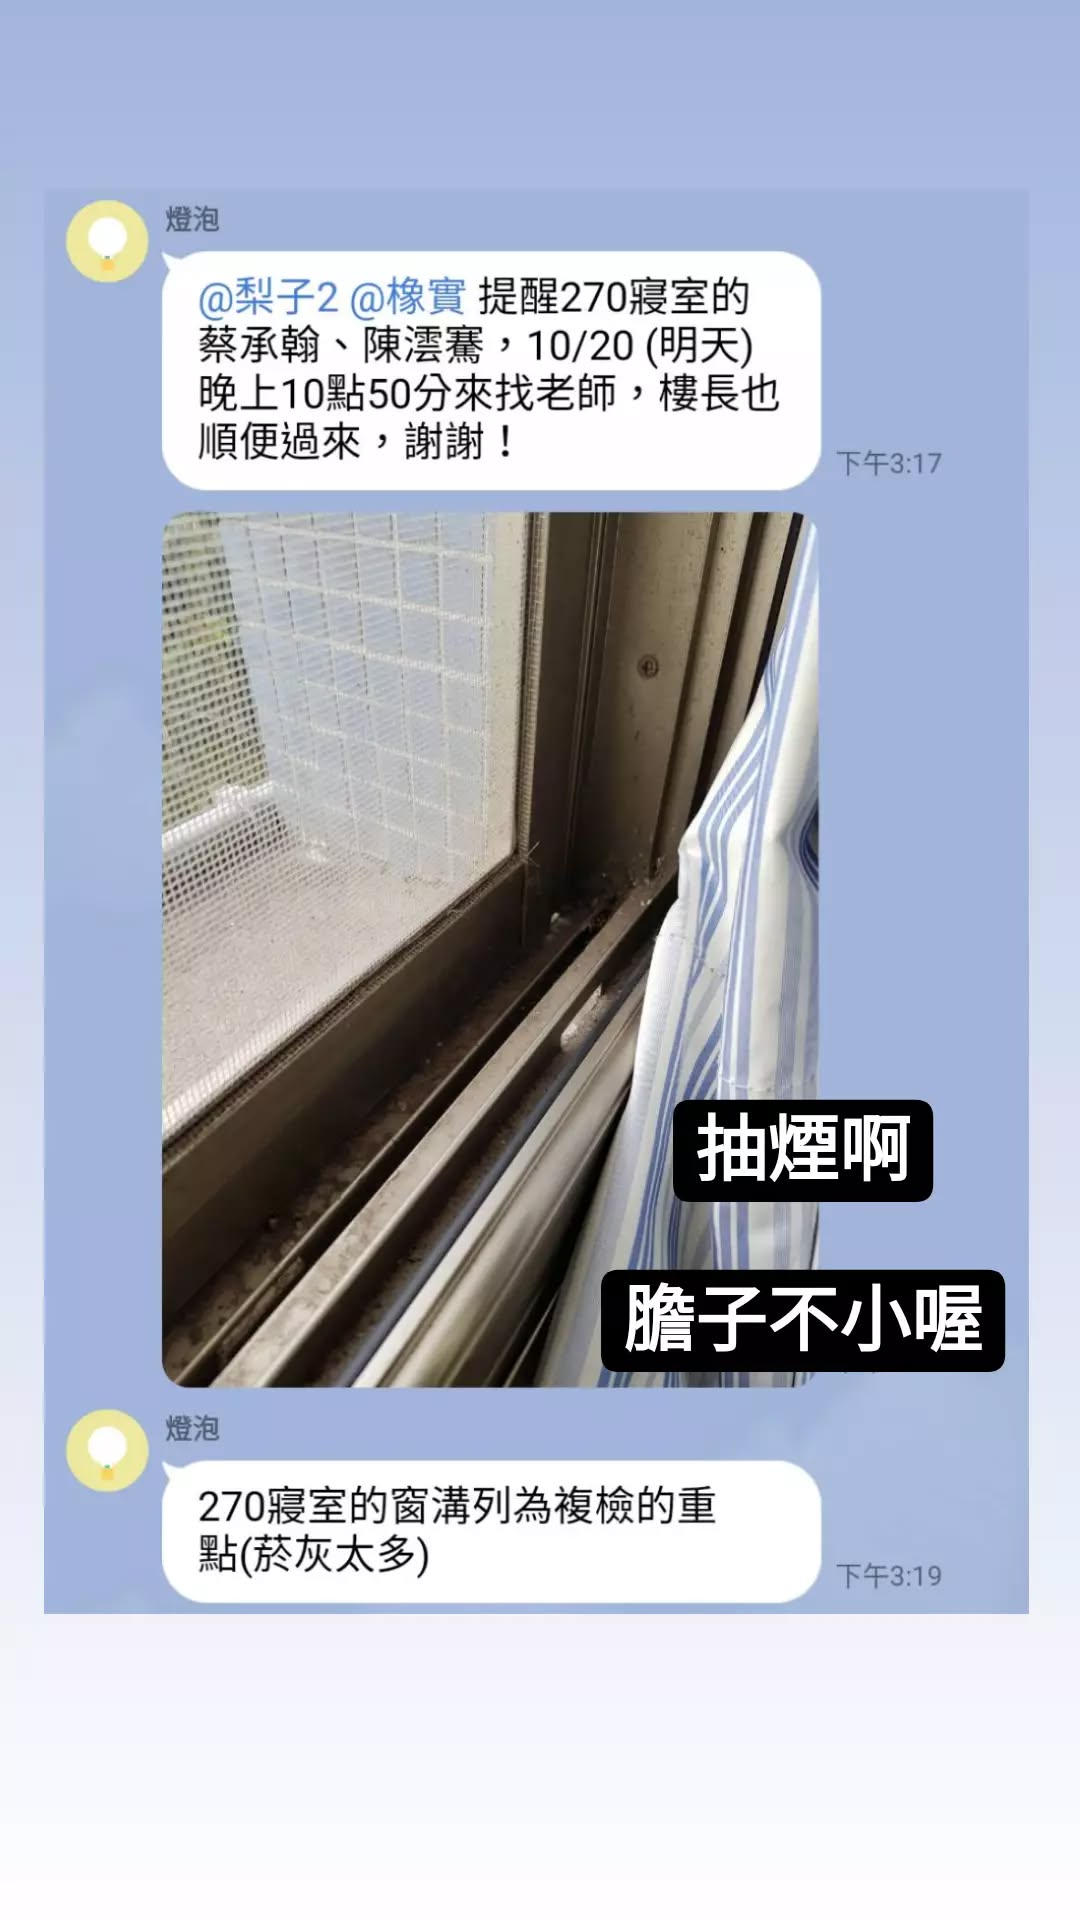 燈泡
@梨子2 @橡實 提醒270寢室的
蔡承翰、陳澐騫，10/20 (明天)
晚上10點50分來找老師，樓長也
順便過來，謝謝！
下午3:17
抽煙啊
膽子不小喔
燈泡
270寢室的窗溝列為複檢的重
點(菸灰太多)
下午3:19